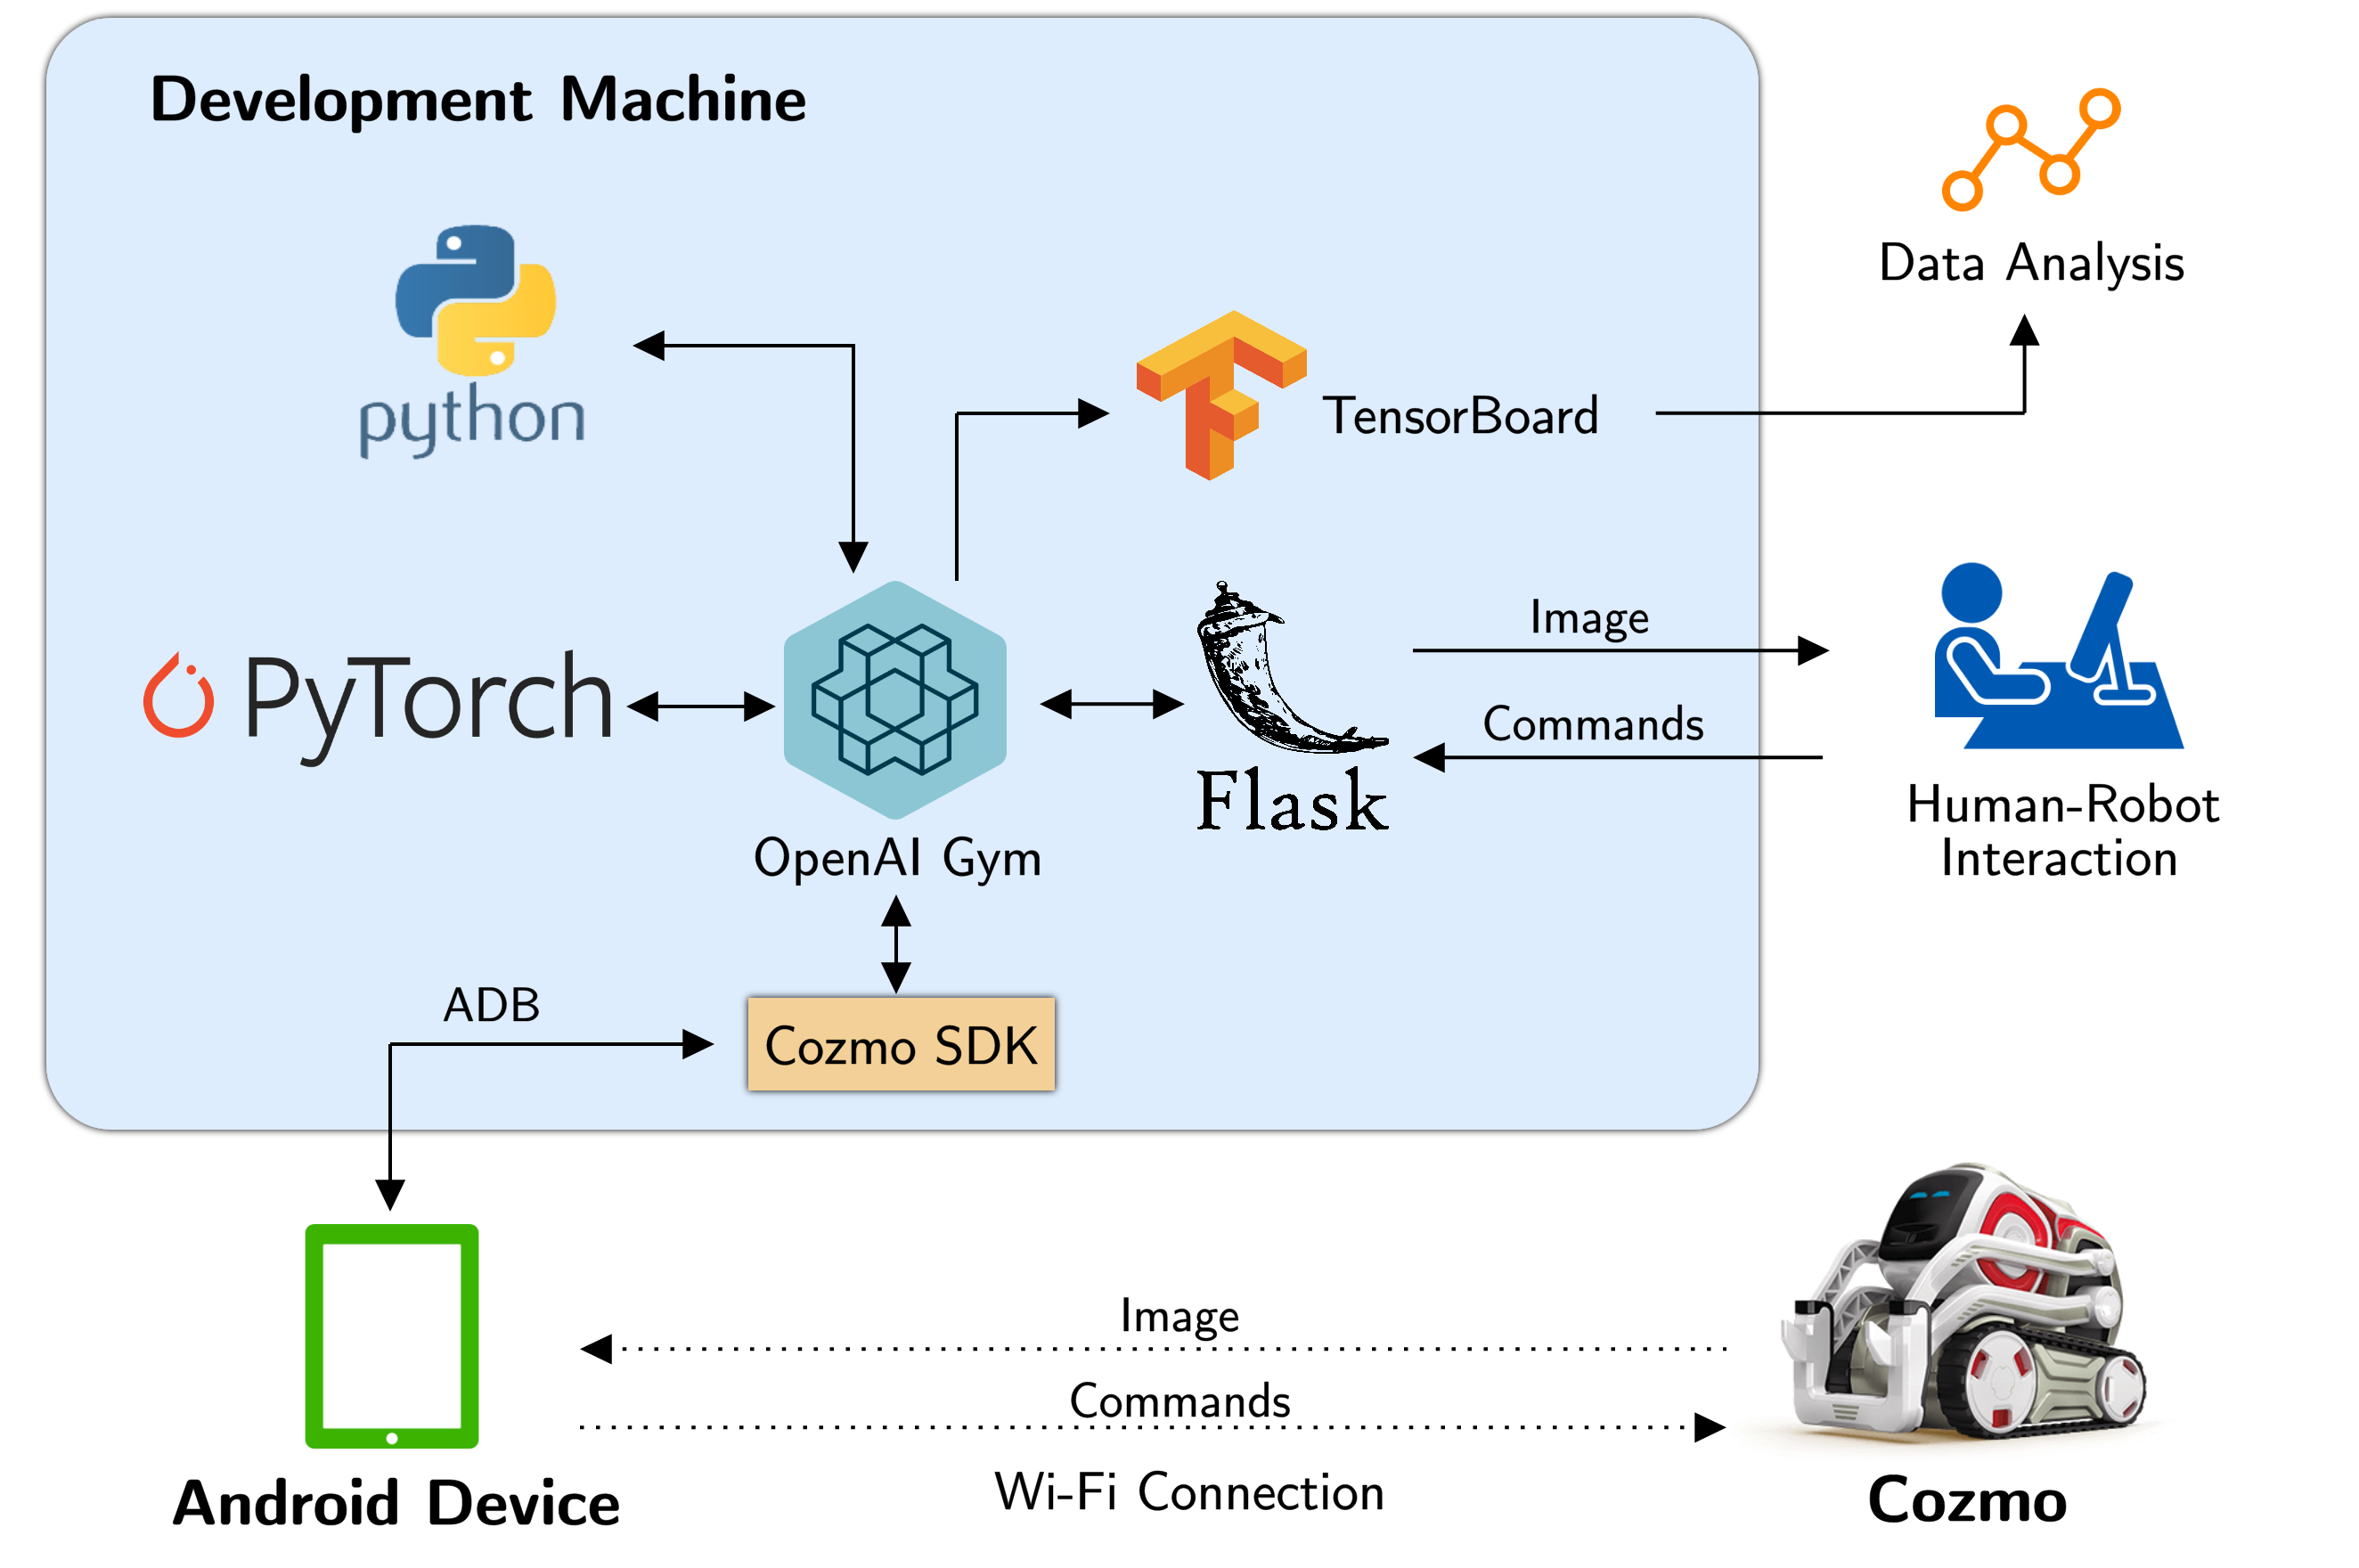 Development Machine
Data Analysis
python
TensorBoard
PyTorch
Image
Commands
Flask
Human-Robot
Interaction
OpenAI Gym
ADB
Cozmo SDK
Image
Commands
Wi-Fi Connection
Android Device
Cozmo